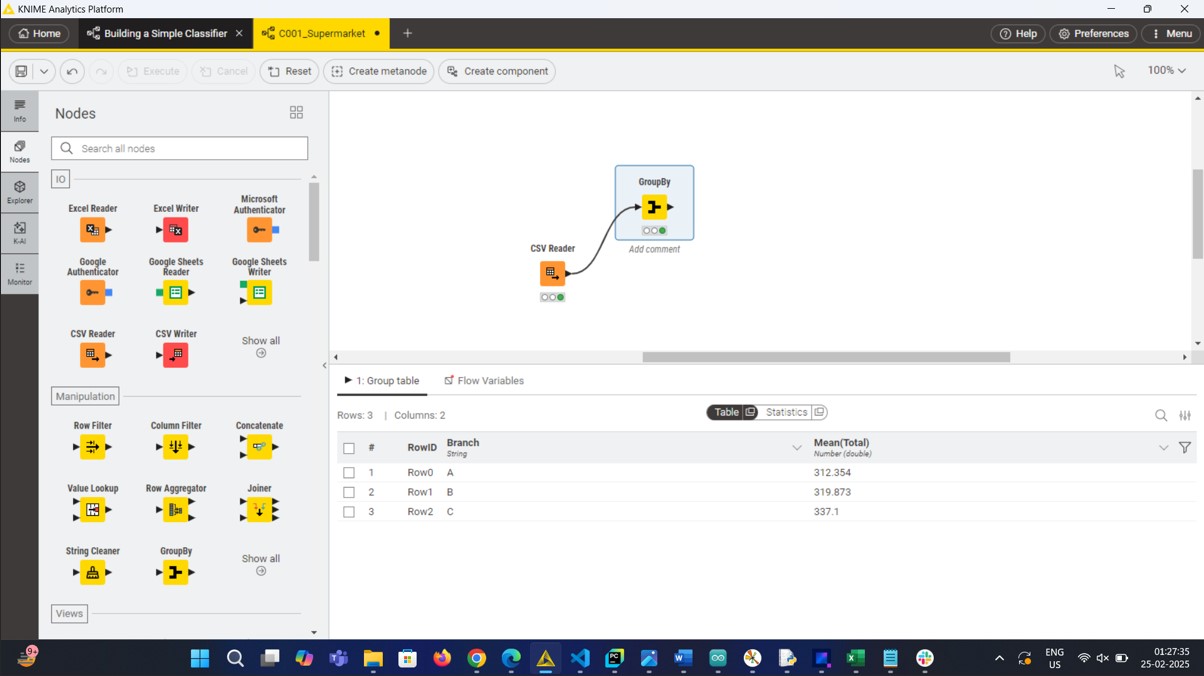 KNIME Analytics Platform
Home
Building a Simple Classifier
C001_Supermarket
Help
Preferences
Menu
Execute
Cancel
Reset
Create metanode
Create component
100%
Info
Nodes
Explorer
K-AI
Monitor
Nodes
Search all nodes
IO
Excel Reader
Excel Writer
Microsoft
Authenticator
Google
Authenticator
Google Sheets
Reader
Google Sheets
Writer
CSV Reader
CSV Writer
Show all
Manipulation
Row Filter
Column Filter
Concatenate
Value Lookup
Row Aggregator
Joiner
String Cleaner
GroupBy
Show all
Views
GroupBy
Add comment
CSV Reader
1: Group table
Flow Variables
Rows: 3 | Columns: 2
Table
Statistics
# RowID Branch Mean(Total)
String Number (double)
1 Row0 A 312.354
2 Row1 B 319.873
3 Row2 C 337.1
9+
ENG
US
01:27:35
25-02-2025